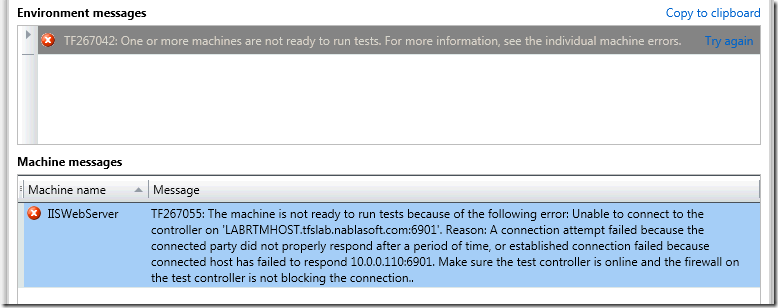 Environment messages
Copy to clipboard
TF267042: One or more machines are not ready to run tests. For more information, see the individual machine errors.
Try again
Machine messages
Machine name
Message
IISWebServer
TF267055: The machine is not ready to run tests because of the following error: Unable to connect to the
controller on 'LABRTMHOST.tfslab.nablasoft.com:6901'. Reason: A connection attempt failed because the
connected party did not properly respond after a period of time, or established connection failed because
connected host has failed to respond 10.0.0.110:6901. Make sure the test controller is online and the firewall on
the test controller is not blocking the connection..